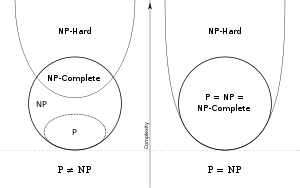 NP-Hard
NP-Complete
NP
P
P ≠ NP
Complexity
NP-Hard
P = NP =
NP-Complete
P = NP